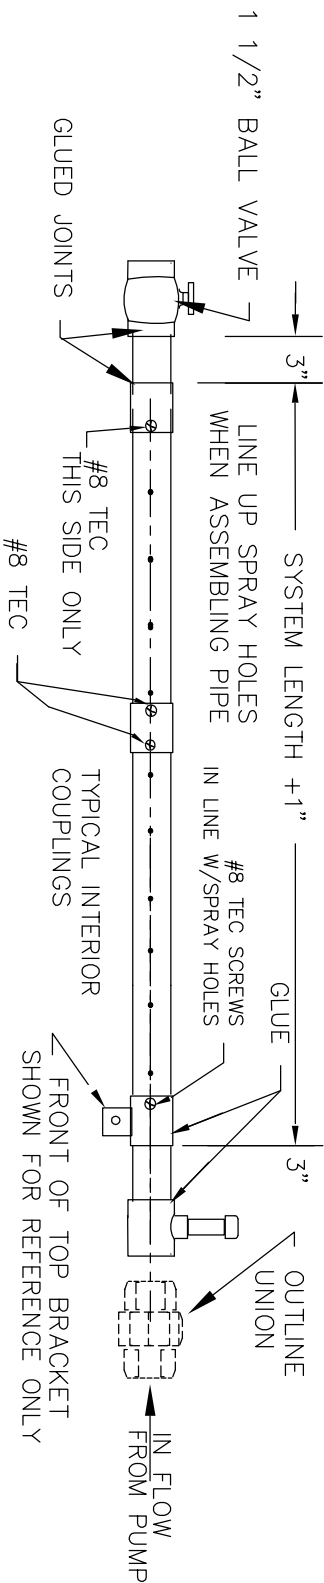 1 1/2” BALL VALVE
GLUED JOINTS
3”
#8 TEC
THIS SIDE ONLY
LINE UP SPRAY HOLES
WHEN ASSEMBLING PIPE
SYSTEM LENGTH +1”
#8 TEC
TYPICAL INTERIOR
COUPLINGS
#8 TEC SCREWS
IN LINE W/SPRAY HOLES
GLUE
3”
FRONT OF TOP BRACKET
SHOWN FOR REFERENCE ONLY
OUTLINE
UNION
IN FLOW
FROM PUMP